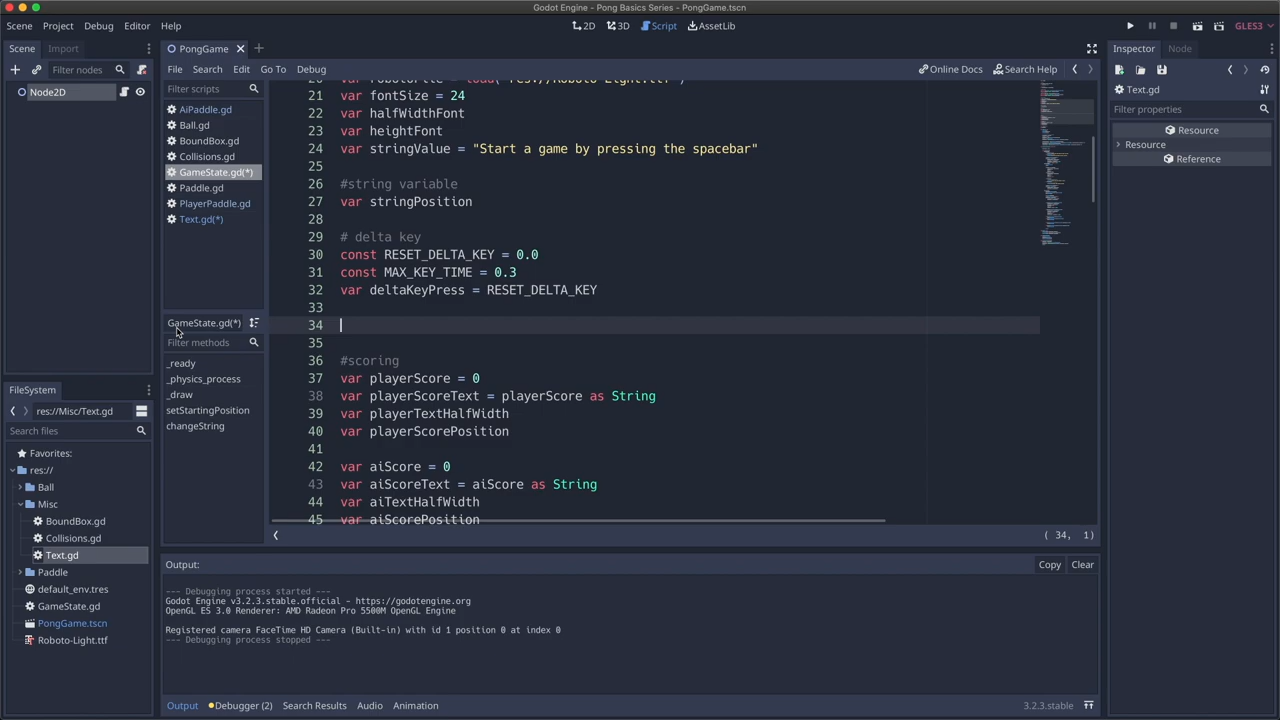 Godot Engine - Pong Basics Series - PongGame.tscn
Scene Project Debug Editor Help
2D 3D Script AssetLib
GLES3
Scene Import
PongGame
Inspector Node
Filter nodes
File Search Edit Go To Debug
Online Docs Search Help
Node2D
Filter scripts
AiPaddle.gd
Ball.gd
BoundBox.gd
Collisions.gd
GameState.gd(*)
Paddle.gd
PlayerPaddle.gd
Text.gd(*)
GameState.gd(*)
Filter methods
_ready
_physics_process
_draw
setStartingPosition
changeString
21 var fontSize = 24
22 var halfWidthFont
23 var heightFont
24 var stringValue = "Start a game by pressing the spacebar"
25
26 #string variable
27 var stringPosition
28
29 # delta key
30 const RESET_DELTA_KEY = 0.0
31 const MAX_KEY_TIME = 0.3
32 var deltaKeyPress = RESET_DELTA_KEY
33
34
35
36 #scoring
37 var playerScore = 0
38 var playerScoreText = playerScore as String
39 var playerTextHalfWidth
40 var playerScorePosition
41
42 var aiScore = 0
43 var aiScoreText = aiScore as String
44 var aiTextHalfWidth
45 var aiScorePosition
( 34, 1)
Text.gd
Filter properties
Resource
Resource
Reference
FileSystem
res://Misc/Text.gd
Search files
Favorites:
res://
Ball
Misc
BoundBox.gd
Collisions.gd
Text.gd
Paddle
default_env.tres
GameState.gd
PongGame.tscn
Roboto-Light.ttf
Output:
Copy Clear
--- Debugging process started ---
Godot Engine v3.2.3.stable.official - https://godotengine.org
OpenGL ES 3.0 Renderer: AMD Radeon Pro 5500M OpenGL Engine
Registered camera FaceTime HD Camera (Built-in) with id 1 position 0 at index 0
--- Debugging process stopped ---
Output Debugger (2) Search Results Audio Animation
3.2.3.stable